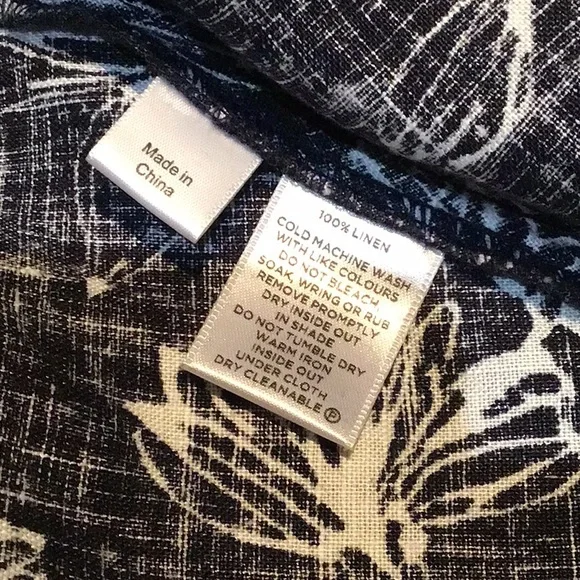 Made in
China
100% LINEN
COLD MACHINE WASH
WITH LIKE COLOURS
DO NOT BLEACH
SOAK, WRING OR RUB
REMOVE PROMPTLY
DRY INSIDE OUT
IN SHADE
DO NOT TUMBLE DRY
WARM IRON
INSIDE OUT
UNDER CLOTH
DRY CLEANABLE Ⓟ